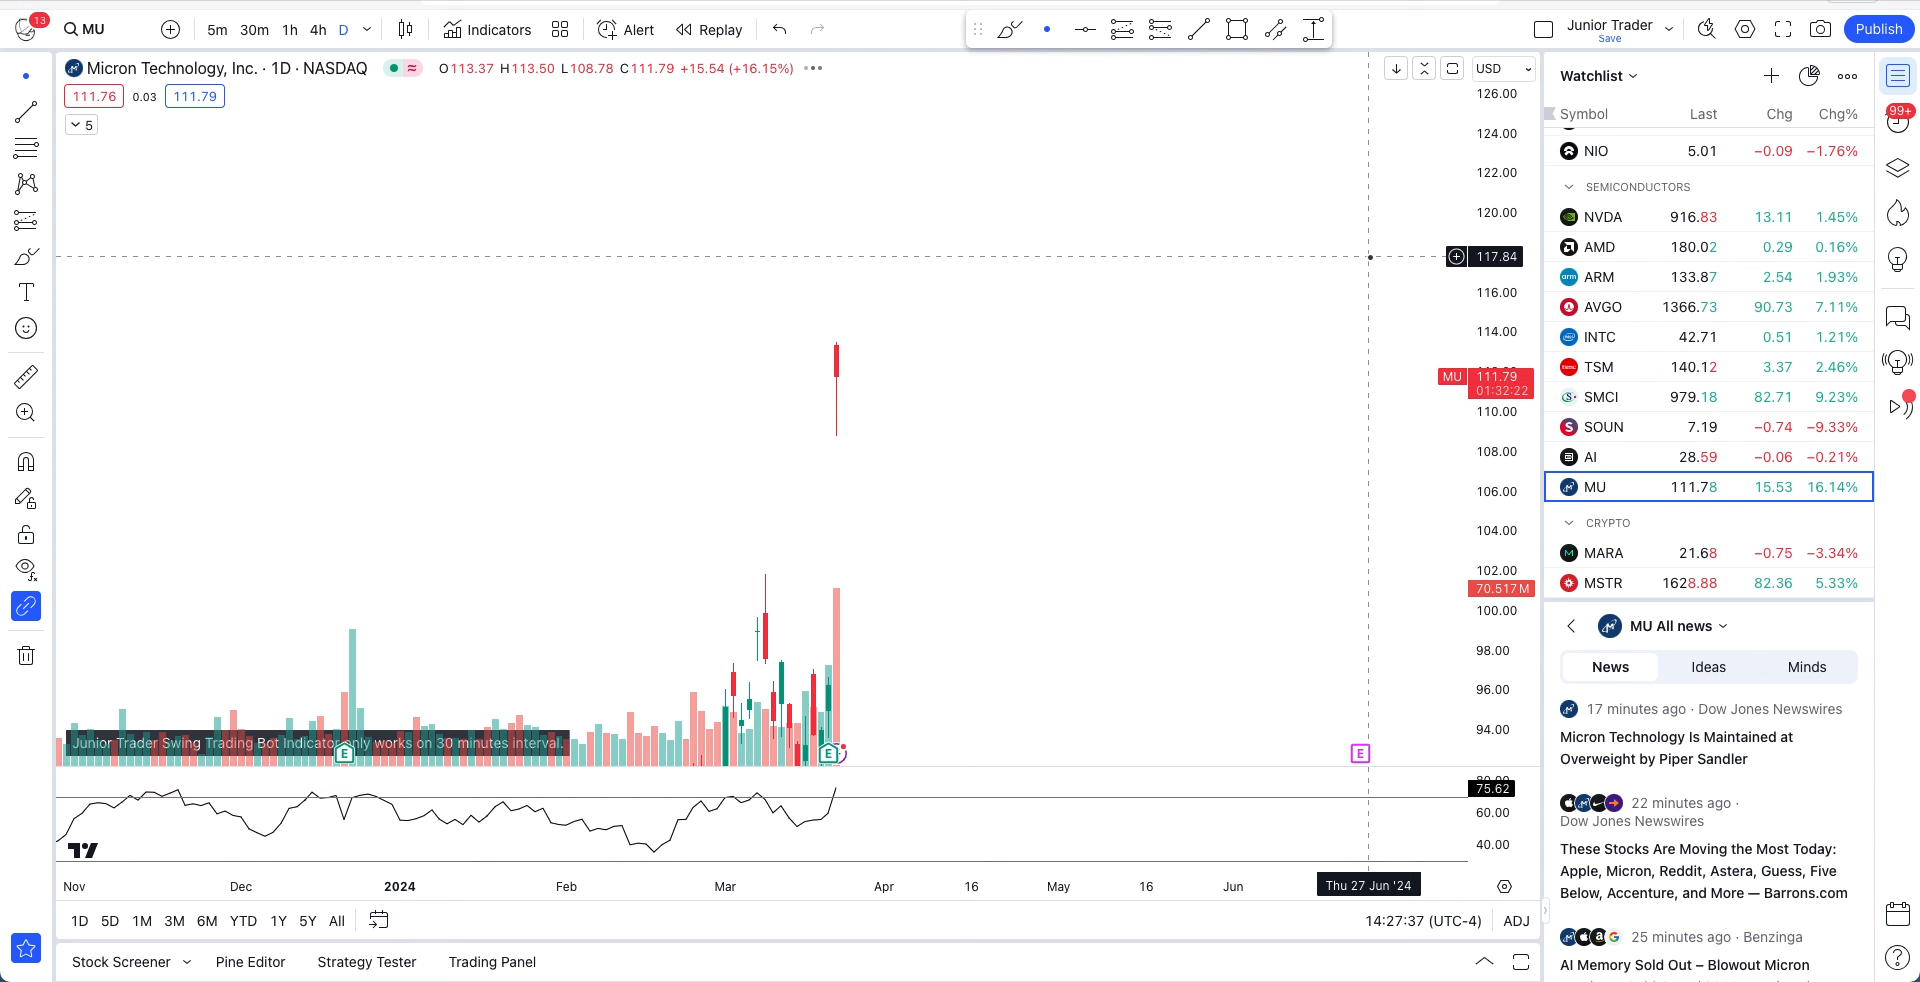 13
MU
5m 30m 1h 4h D
Indicators
Alert
Replay
Junior Trader
Save
Publish
Micron Technology, Inc. · 1D · NASDAQ
O113.37 H113.50 L108.78 C111.79 +15.54 (+16.15%)
111.76 0.03 111.79
5
USD
126.00
124.00
122.00
120.00
117.84
116.00
114.00
MU 111.79
01:32:22
110.00
108.00
106.00
104.00
102.00
70.517M
100.00
98.00
96.00
94.00
Junior Trader Swing Trading Bot Indicator only works on 30 minutes interval.
E
E
E
80.00
75.62
60.00
40.00
Nov Dec 2024 Feb Mar Apr 16 May 16 Jun Thu 27 Jun '24
1D 5D 1M 3M 6M YTD 1Y 5Y All
14:27:37 (UTC-4) ADJ
Stock Screener Pine Editor Strategy Tester Trading Panel
Watchlist
Symbol Last Chg Chg%
NIO 5.01 −0.09 −1.76%
SEMICONDUCTORS
NVDA 916.83 13.11 1.45%
AMD 180.02 0.29 0.16%
ARM 133.87 2.54 1.93%
AVGO 1366.73 90.73 7.11%
INTC 42.71 0.51 1.21%
TSM 140.12 3.37 2.46%
SMCI 979.18 82.71 9.23%
SOUN 7.19 −0.74 −9.33%
AI 28.59 −0.06 −0.21%
MU 111.78 15.53 16.14%
CRYPTO
MARA 21.68 −0.75 −3.34%
MSTR 1628.88 82.36 5.33%
MU All news
News Ideas Minds
17 minutes ago · Dow Jones Newswires
Micron Technology Is Maintained at
Overweight by Piper Sandler
22 minutes ago ·
Dow Jones Newswires
These Stocks Are Moving the Most Today:
Apple, Micron, Reddit, Astera, Guess, Five
Below, Accenture, and More — Barrons.com
25 minutes ago · Benzinga
AI Memory Sold Out – Blowout Micron
99+